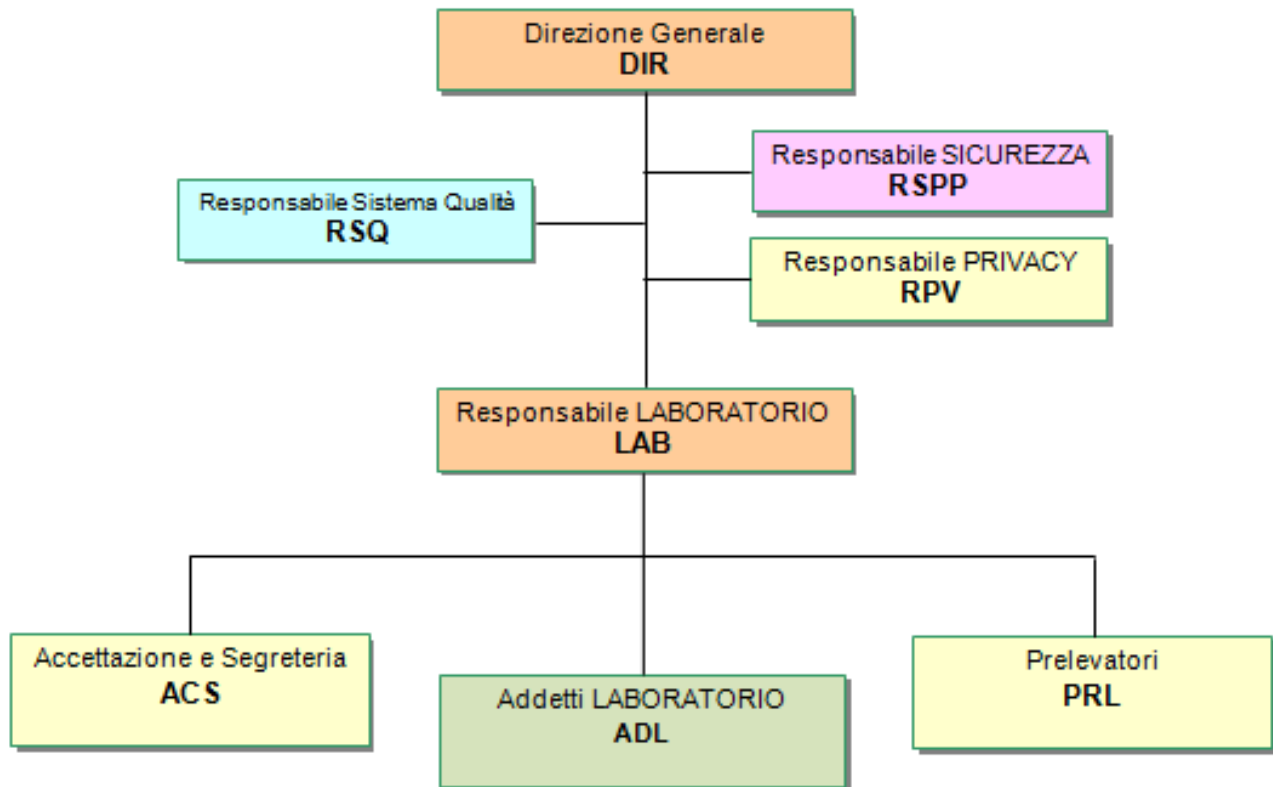 Direzione Generale
DIR
Responsabile SICUREZZA
RSPP
Responsabile Sistema Qualità
RSQ
Responsabile PRIVACY
RPV
Responsabile LABORATORIO
LAB
Accettazione e Segreteria
ACS
Addetti LABORATORIO
ADL
Prelevatori
PRL